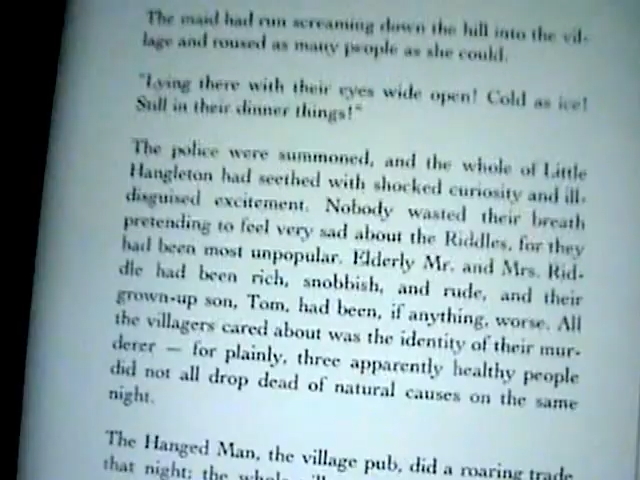 The maid had run screaming down the hill into the vil-
lage and roused as many people as she could.
"Lying there with their eyes wide open! Cold as ice!
Still in their dinner things!"
The police were summoned, and the whole of Little
Hangleton had seethed with shocked curiosity and ill-
disguised excitement. Nobody wasted their breath
pretending to feel very sad about the Riddles, for they
had been most unpopular. Elderly Mr. and Mrs. Rid-
dle had been rich, snobbish, and rude, and their
grown-up son, Tom, had been, if anything, worse. All
the villagers cared about was the identity of their mur-
derer — for plainly, three apparently healthy people
did not all drop dead of natural causes on the same
night.
The Hanged Man, the village pub, did a roaring trade
that night; the whole